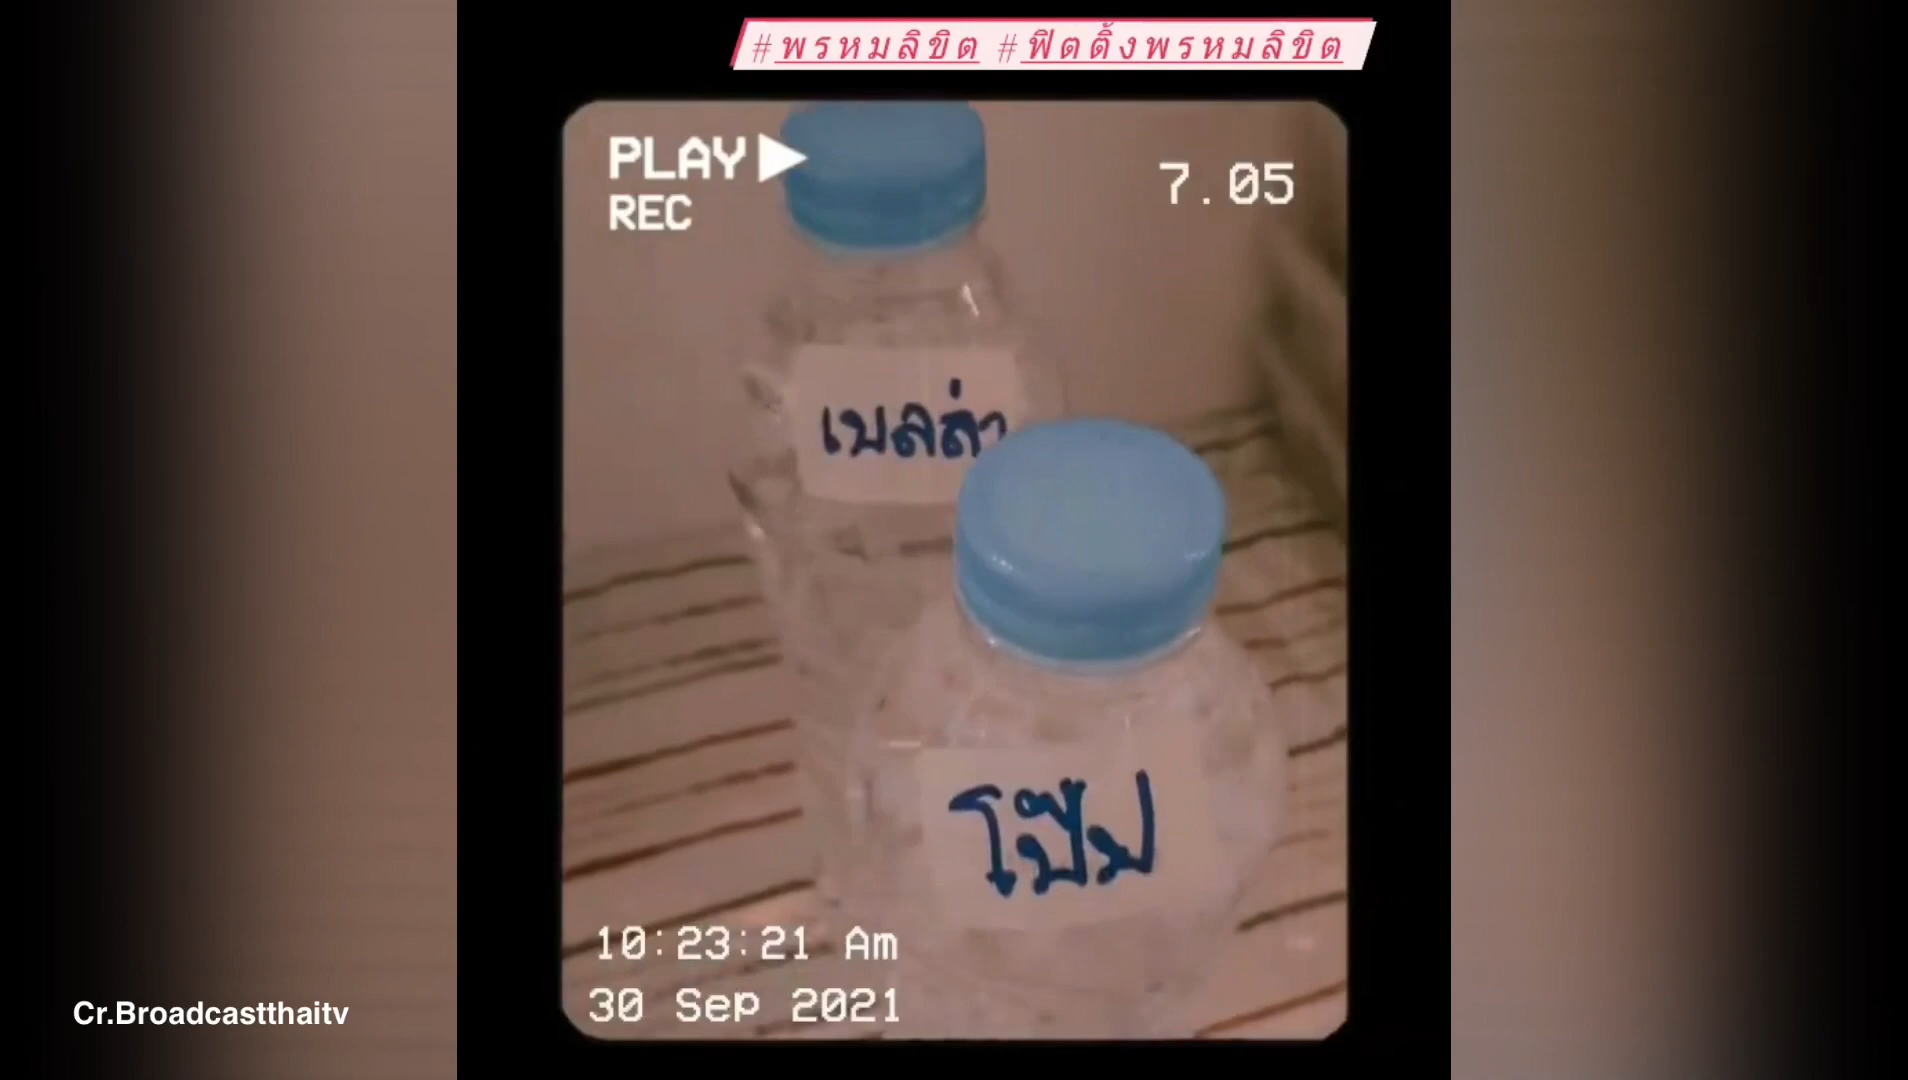 #พรหมลิขิต #ฟิตติ้งพรหมลิขิต
PLAY
REC
7.05
เบลล่า
โป๊ป
10:23:21 Am
30 Sep 2021
Cr.Broadcastthaitv